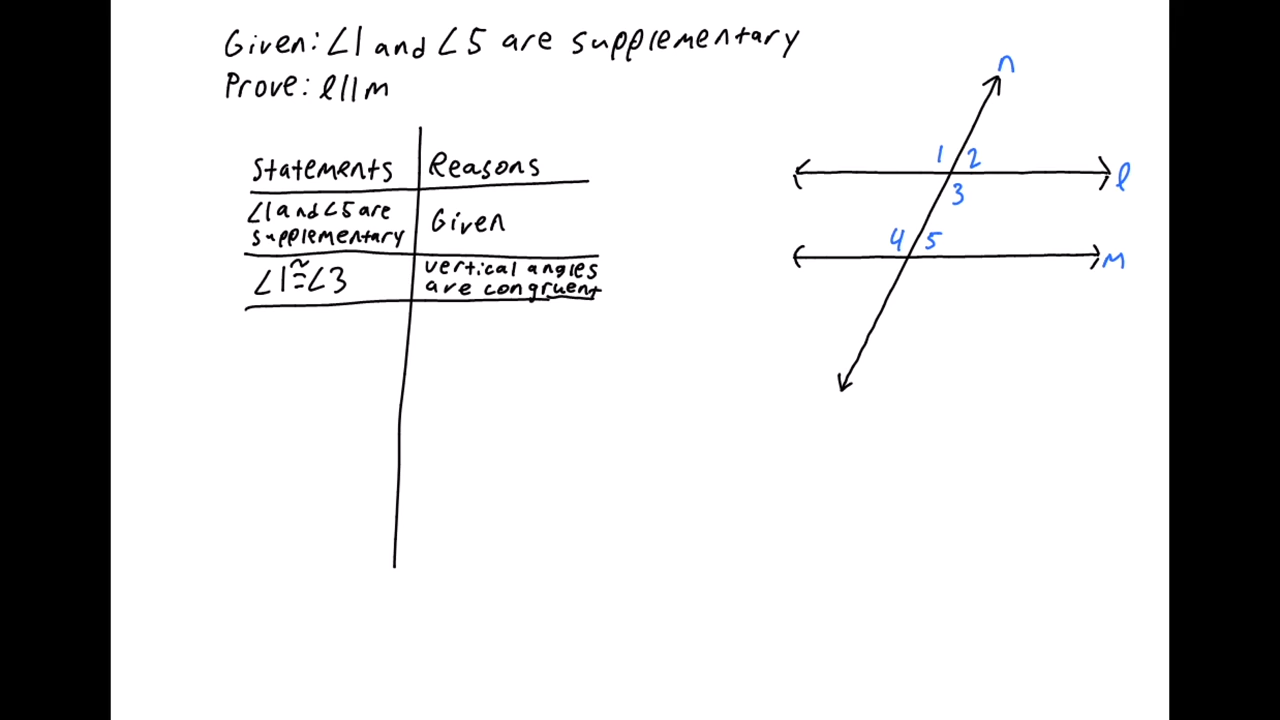 Given: ∠1 and ∠5 are supplementary
Prove: ℓ||m
Statements
Reasons
∠1 and ∠5 are
supplementary
Given
∠1≅∠3
vertical angles
are congruent
n
1 2
ℓ
3
4 5
m